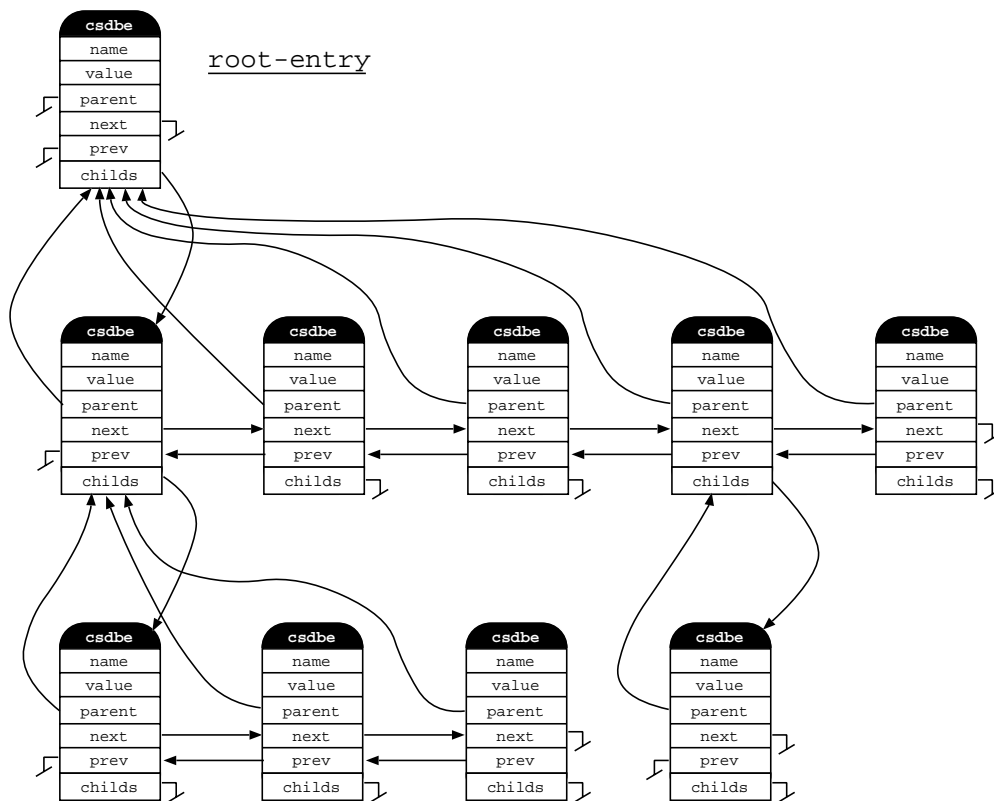 csdbe
name
root-entry
value
parent
next
prev
childs
csdbe csdbe csdbe csdbe csdbe
name name name name name
value value value value value
parent parent parent parent parent
next next next next next
prev prev prev prev prev
childs childs childs childs childs
csdbe csdbe csdbe csdbe
name name name name
value value value value
parent parent parent parent
next next next next
prev prev prev prev
childs childs childs childs